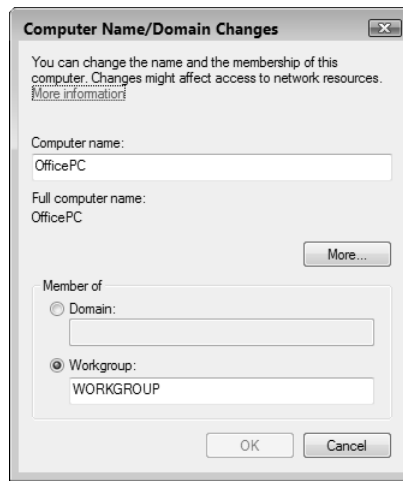 Computer Name/Domain Changes
You can change the name and the membership of this
computer. Changes might affect access to network resources.
More information
Computer name:
OfficePC
Full computer name:
OfficePC
More...
Member of
Domain:
Workgroup:
WORKGROUP
OK
Cancel